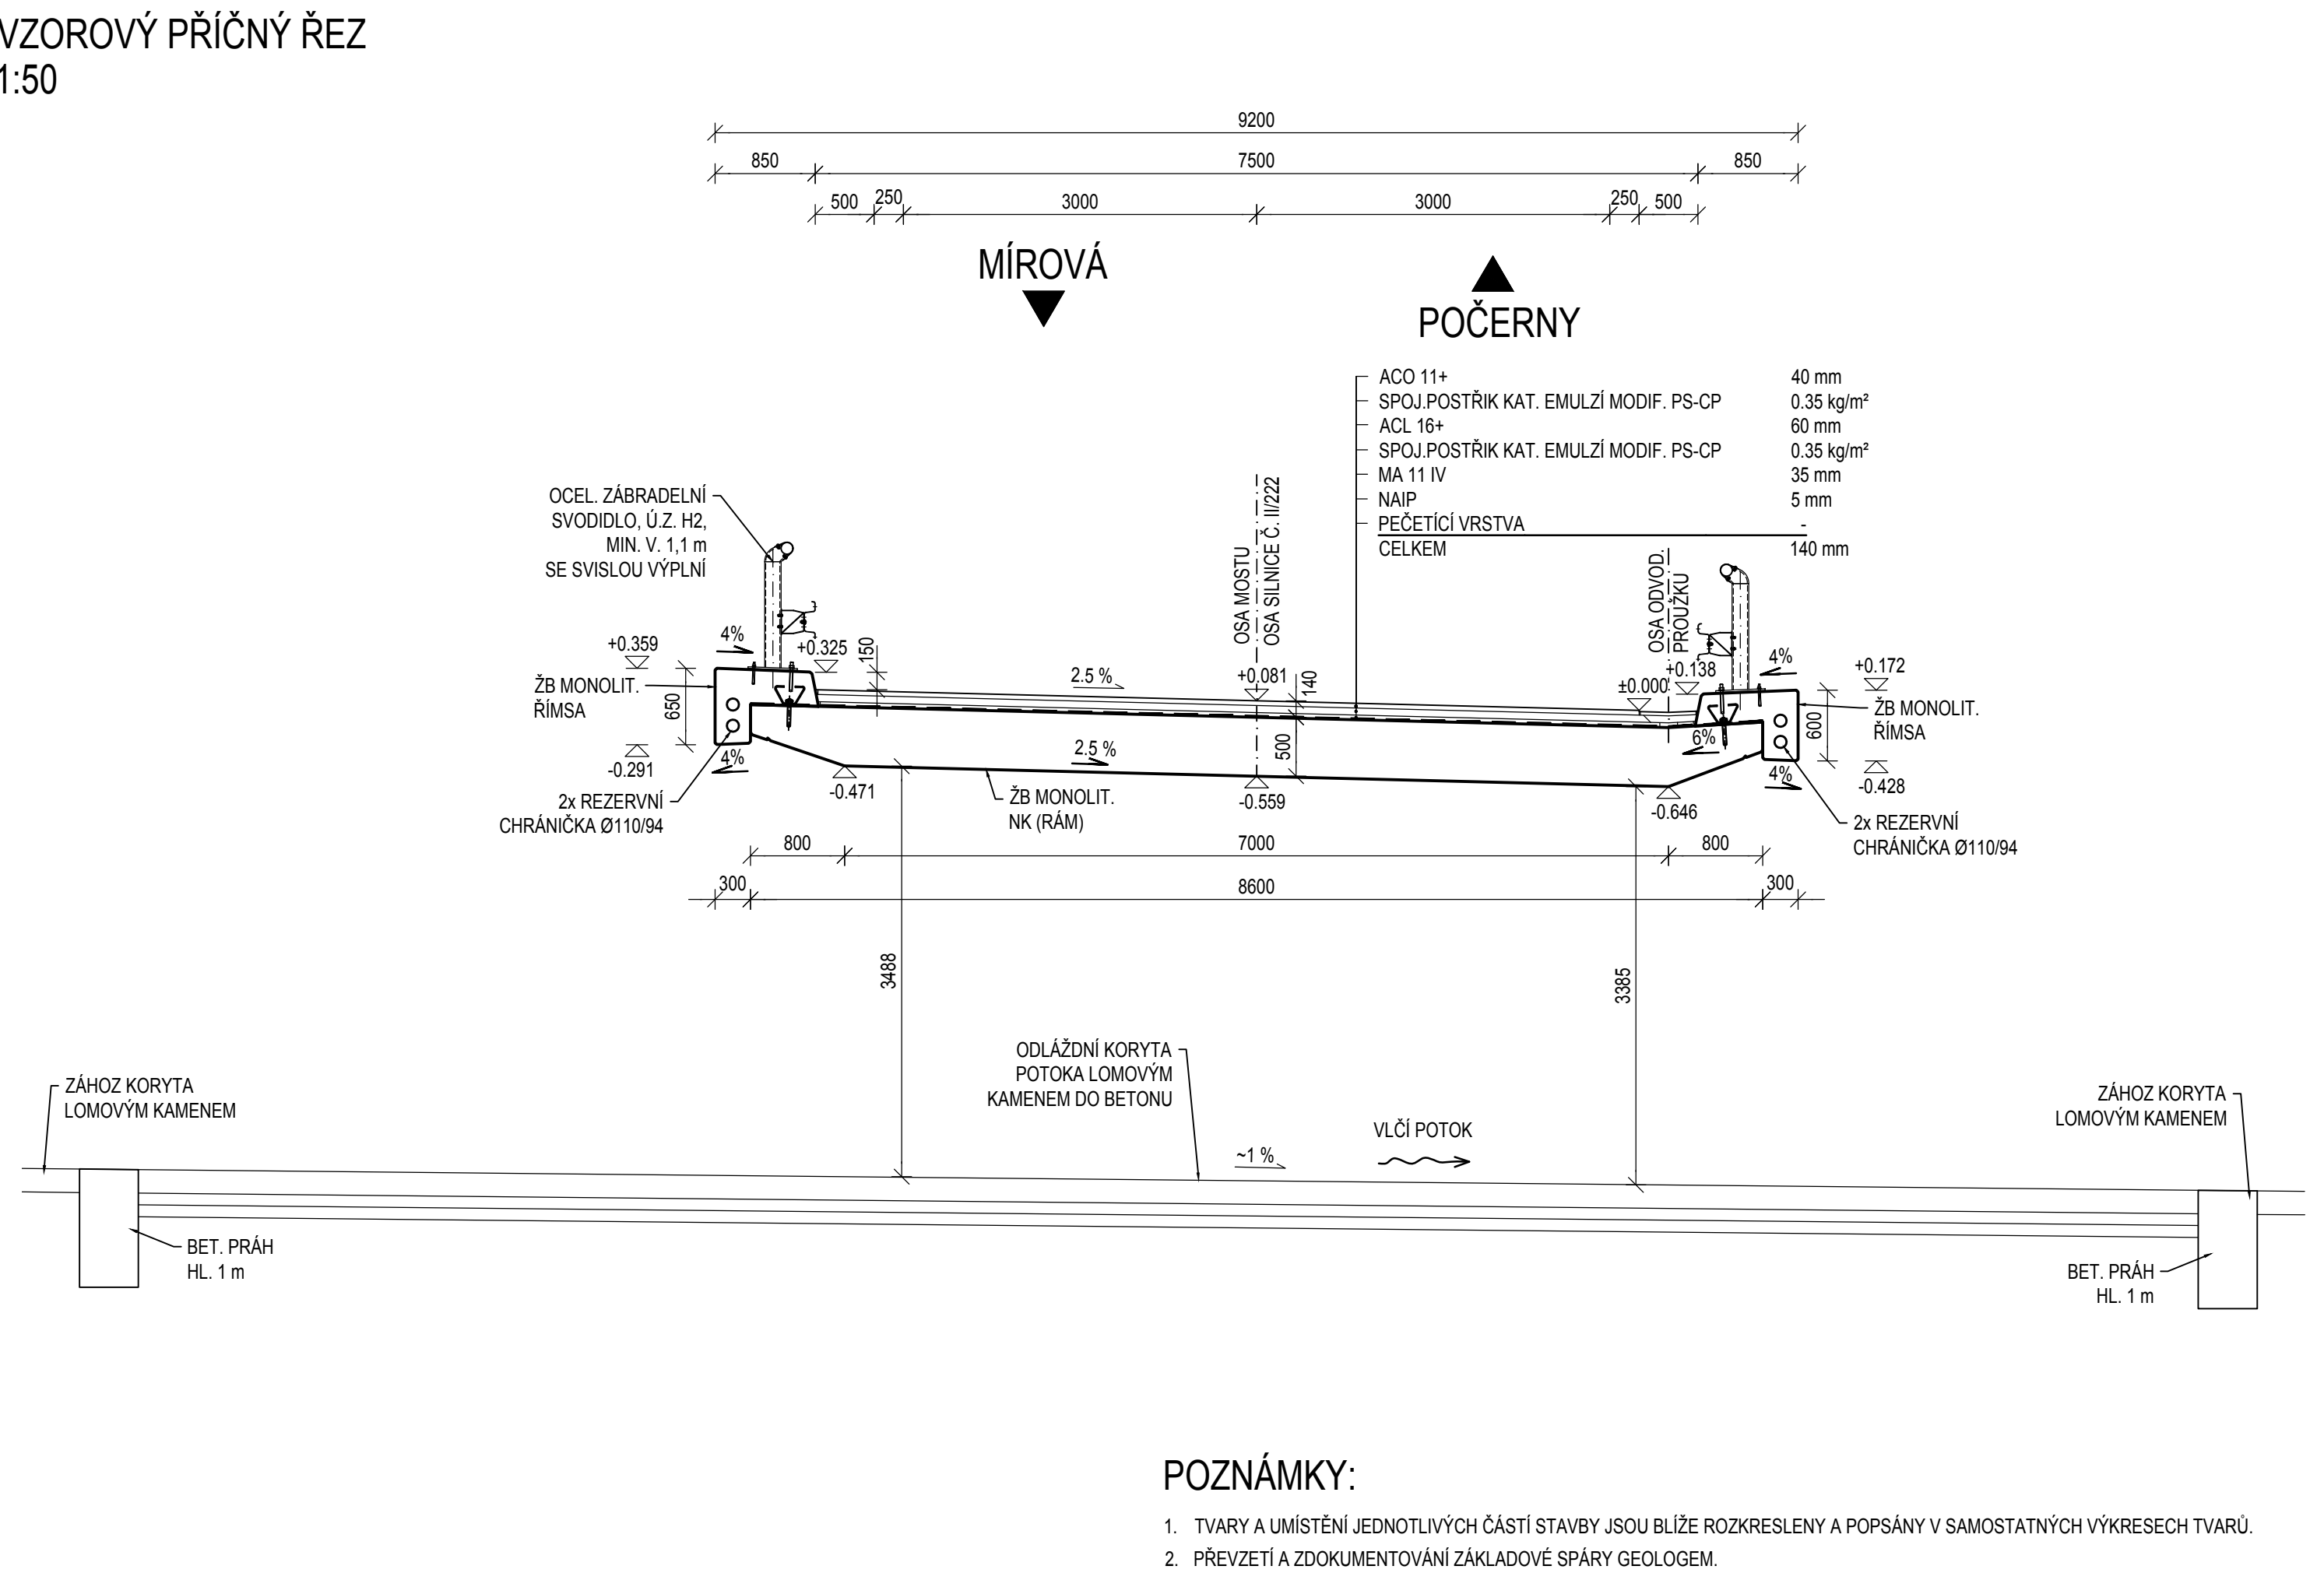 VZOROVÝ PŘÍČNÝ ŘEZ
1:50
9200
850
7500
850
500
250
3000
3000
250
500
MÍROVÁ
POČERNY
ACO 11+ 40 mm
SPOJ.POSTŘIK KAT. EMULZÍ MODIF. PS-CP 0.35 kg/m²
ACL 16+ 60 mm
SPOJ.POSTŘIK KAT. EMULZÍ MODIF. PS-CP 0.35 kg/m²
MA 11 IV 35 mm
NAIP 5 mm
PEČETÍCÍ VRSTVA -
CELKEM 140 mm
OCEL. ZÁBRADELNÍ
SVODIDLO, Ú.Z. H2,
MIN. V. 1,1 m
SE SVISLOU VÝPLNÍ
OSA MOSTU
OSA SILNICE Č. II/222
OSA ODVOD.
PROUŽKU
+0.359
4%
+0.325
150
2.5 %
+0.081
140
±0.000
+0.138
4%
+0.172
ŽB MONOLIT.
ŘÍMSA
650
ŽB MONOLIT.
ŘÍMSA
600
-0.291
4%
2.5 %
500
6%
4%
-0.428
-0.471
-0.559
-0.646
2x REZERVNÍ
CHRÁNIČKA Ø110/94
ŽB MONOLIT.
NK (RÁM)
2x REZERVNÍ
CHRÁNIČKA Ø110/94
800
7000
800
300
8600
300
3488
3385
ODLÁŽDNÍ KORYTA
POTOKA LOMOVÝM
KAMENEM DO BETONU
ZÁHOZ KORYTA
LOMOVÝM KAMENEM
ZÁHOZ KORYTA
LOMOVÝM KAMENEM
VLČÍ POTOK
~1 %
BET. PRÁH
HL. 1 m
BET. PRÁH
HL. 1 m
POZNÁMKY:
1. TVARY A UMÍSTĚNÍ JEDNOTLIVÝCH ČÁSTÍ STAVBY JSOU BLÍŽE ROZKRESLENY A POPSÁNY V SAMOSTATNÝCH VÝKRESECH TVARŮ.
2. PŘEVZETÍ A ZDOKUMENTOVÁNÍ ZÁKLADOVÉ SPÁRY GEOLOGEM.